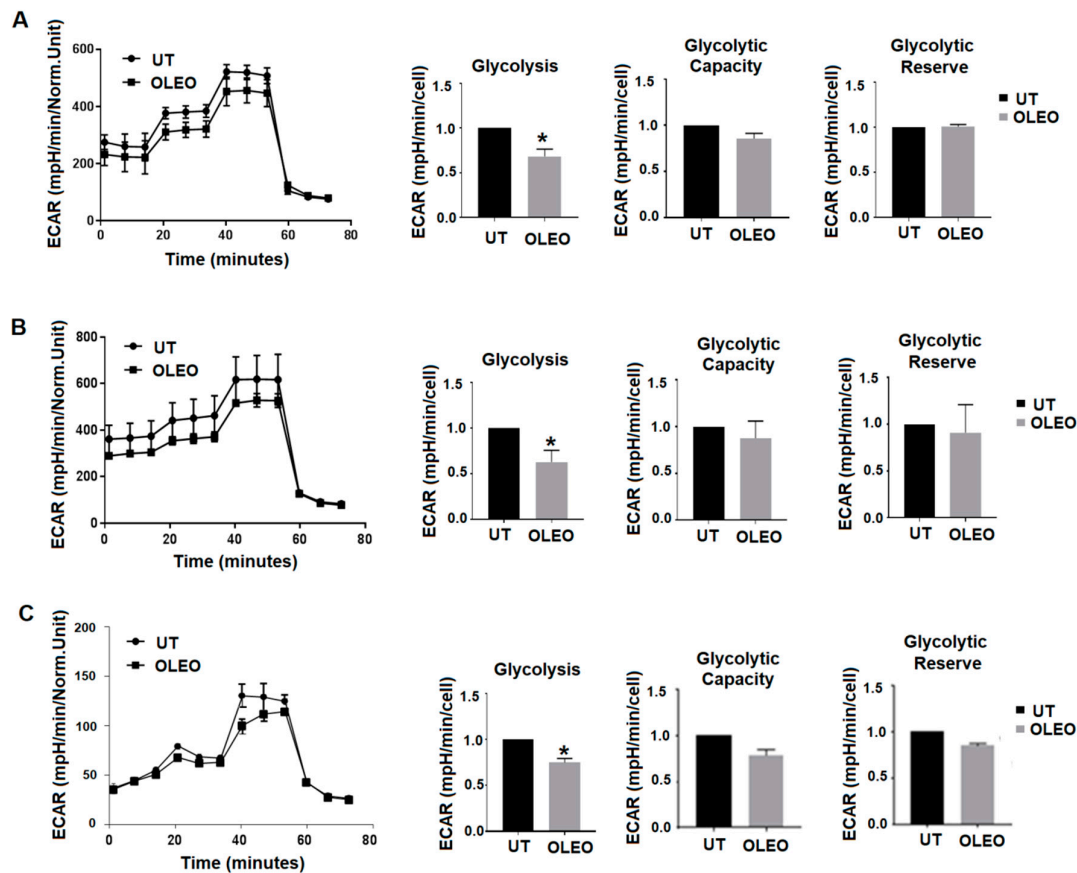 A
ECAR (mpH/min/Norm.Unit)
600
400
200
0
UT
OLEO
0 20 40 60 80
Time (minutes)
Glycolysis
ECAR (mpH/min/cell)
1.5
1.0
0.5
1.0
*
UT OLEO
Glycolytic
Capacity
ECAR (mpH/min/cell)
1.5
1.0
0.5
0.0
UT OLEO
Glycolytic
Reserve
ECAR (mpH/min/cell)
1.5
1.0
0.5
0.0
UT OLEO
UT
OLEO
B
ECAR (mpH/min/Norm.Unit)
800
600
400
200
0
UT
OLEO
0 20 40 60 80
Time (minutes)
Glycolysis
ECAR (mpH/min/cell)
1.5
1.0
0.5
0.0
*
UT OLEO
Glycolytic
Capacity
ECAR (mpH/min/cell)
1.5
1.0
0.5
0.0
UT OLEO
Glycolytic
Reserve
ECAR (mpH/min/cell)
1.5
1.0
0.5
0.0
UT OLEO
UT
OLEO
C
ECAR (mpH/min/Norm.Unit)
200
150
100
50
0
UT
OLEO
0 20 40 60 80
Time (minutes)
Glycolysis
ECAR (mpH/min/cell)
1.5
1.0
0.5
0.0
*
UT OLEO
Glycolytic
Capacity
ECAR (mpH/min/cell)
1.5
1.0
0.5
0.0
UT OLEO
Glycolytic
Reserve
ECAR (mpH/min/cell)
1.5
1.0
0.5
0.0
UT OLEO
UT
OLEO